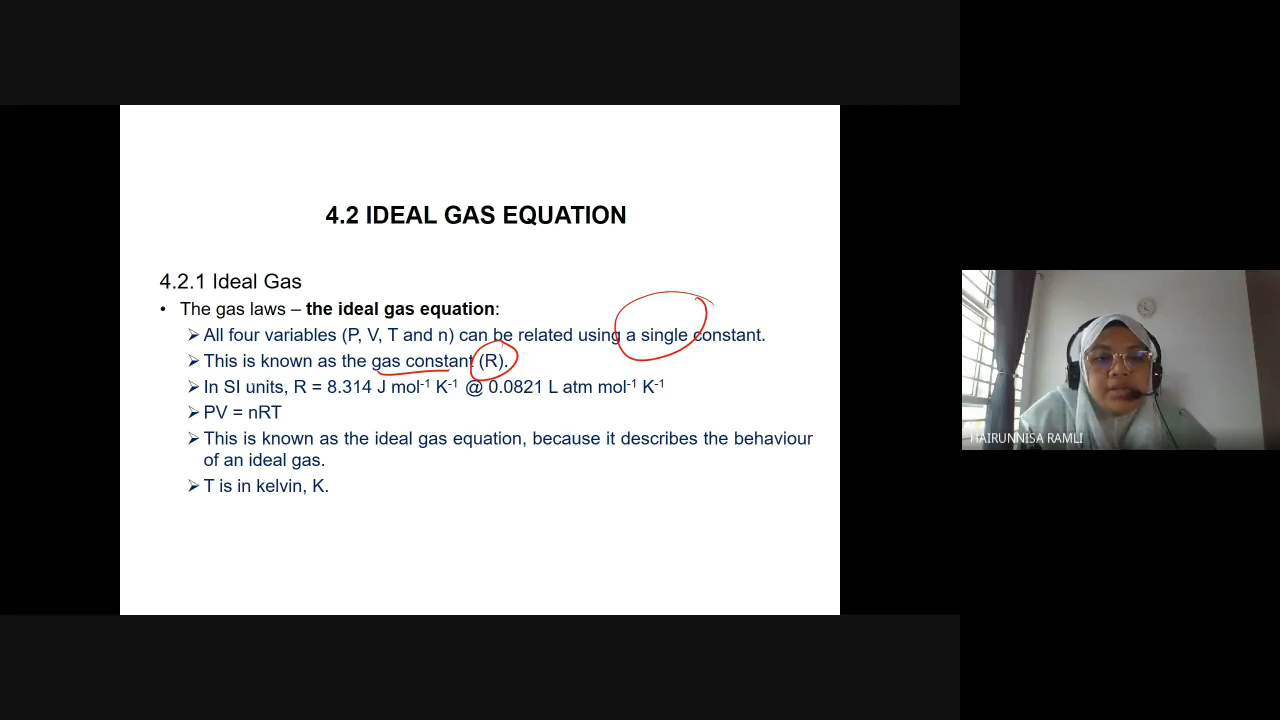 4.2 IDEAL GAS EQUATION
4.2.1 Ideal Gas
• The gas laws – the ideal gas equation:
➢ All four variables (P, V, T and n) can be related using a single constant.
➢ This is known as the gas constant (R).
➢ In SI units, R = 8.314 J mol⁻¹ K⁻¹ @ 0.0821 L atm mol⁻¹ K⁻¹
➢ PV = nRT
➢ This is known as the ideal gas equation, because it describes the behaviour
of an ideal gas.
➢ T is in kelvin, K.
HAIRUNNISA RAMLI